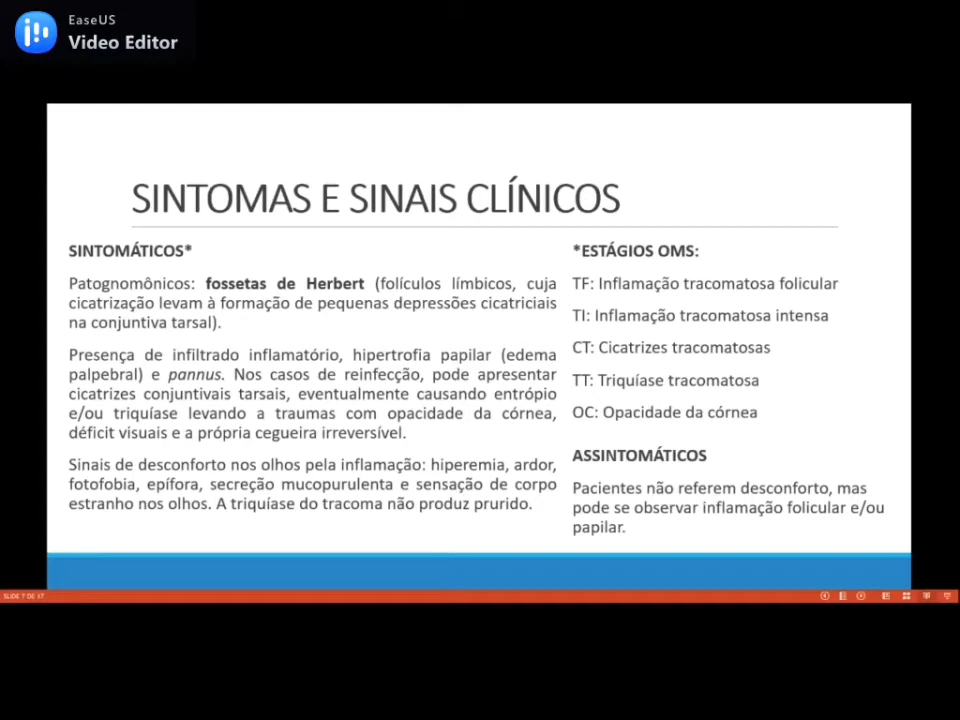 EaseUS
Video Editor
SINTOMAS E SINAIS CLÍNICOS
SINTOMÁTICOS*
Patognomônicos: fossetas de Herbert (folículos límbicos, cuja
cicatrização levam à formação de pequenas depressões cicatriciais
na conjuntiva tarsal).
Presença de infiltrado inflamatório, hipertrofia papilar (edema
palpebral) e pannus. Nos casos de reinfecção, pode apresentar
cicatrizes conjuntivais tarsais, eventualmente causando entrópio
e/ou triquíase levando a traumas com opacidade da córnea,
déficit visuais e a própria cegueira irreversível.
Sinais de desconforto nos olhos pela inflamação: hiperemia, ardor,
fotofobia, epífora, secreção mucopurulenta e sensação de corpo
estranho nos olhos. A triquíase do tracoma não produz prurido.
*ESTÁGIOS OMS:
TF: Inflamação tracomatosa folicular
TI: Inflamação tracomatosa intensa
CT: Cicatrizes tracomatosas
TT: Triquíase tracomatosa
OC: Opacidade da córnea
ASSINTOMÁTICOS
Pacientes não referem desconforto, mas
pode se observar inflamação folicular e/ou
papilar.
SLIDE 7 DE 17